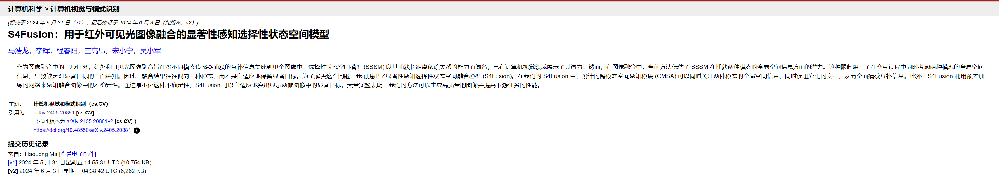 计算机科学 > 计算机视觉与模式识别
[提交于 2024 年 5 月 31 日（v1），最后修订于 2024 年 6 月 3 日（此版本，v2）]
S4Fusion：用于红外可见光图像融合的显著性感知选择性状态空间模型
马浩龙，李晖，程春阳，王高昂，宋小宁，吴小军
作为图像融合中的一项任务，红外和可见光图像融合旨在将不同模态传感器捕获的互补信息集成到单个图像中。选择性状态空间模型 (SSSM) 以其捕获长距离依赖关系的能力而闻名，已在计算机视觉领域展示了其潜力。然而，在图像融合中，当前方法低估了 SSSM 在捕获两种模态的全局空间信息方面的潜力。这种限制阻止了在交互过程中同时考虑两种模态的全局空间
信息，导致缺乏对显著目标的全面感知。因此，融合结果往往偏向一种模态，而不是自适应地保留显著目标。为了解决这个问题，我们提出了显著性感知选择性状态空间融合模型 (S4Fusion)。在我们的 S4Fusion 中，设计的跨模态空间感知模块 (CMSA) 可以同时关注两种模态的全局空间信息，同时促进它们的交互，从而全面捕获互补信息。此外，S4Fusion 利用预先训
练的网络来感知融合图像中的不确定性。通过最小化这种不确定性，S4Fusion 可以自适应地突出显示两幅图像中的显著目标。大量实验表明，我们的方法可以生成高质量的图像并提高下游任务的性能。
主题： 计算机视觉和模式识别（cs.CV）
引用为： arXiv:2405.20881 [cs.CV]
（或此版本为 arXiv:2405.20881v2 [cs.CV] ）
https://doi.org/10.48550/arXiv.2405.20881
提交历史记录
来自：HaoLong Ma [查看电子邮件]
[v1] 2024 年 5 月 31 日星期五 14:55:31 UTC (10,754 KB)
[v2] 2024 年 6 月 3 日星期一 04:38:42 UTC (6,262 KB)